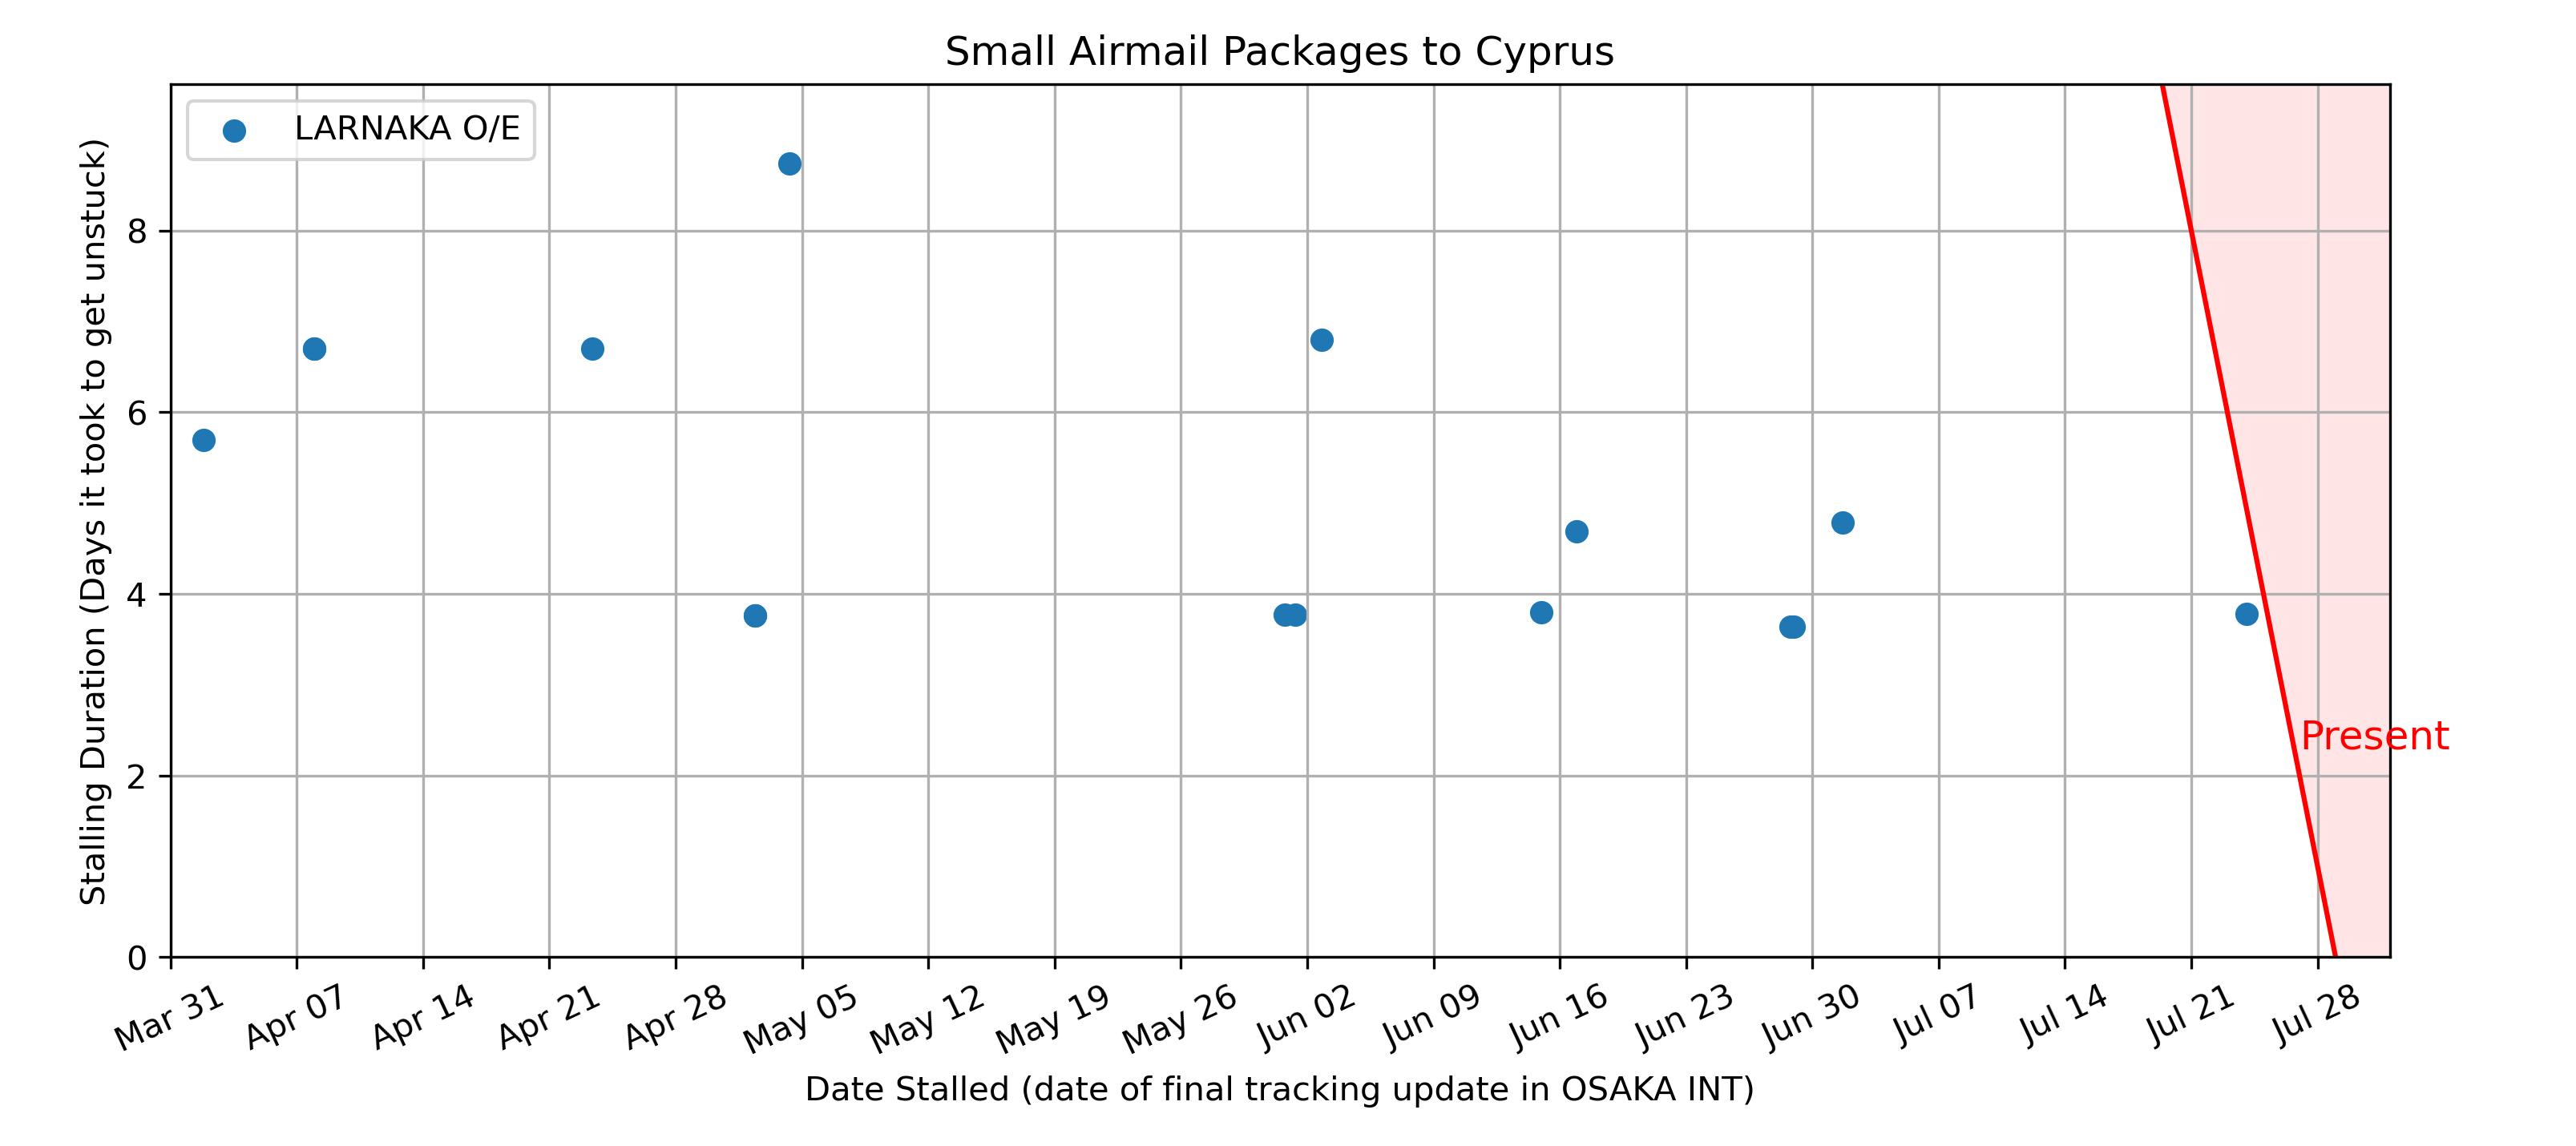 Small Airmail Packages to Cyprus
LARNAKA O/E
Stalling Duration (Days it took to get unstuck)
8
6
4
2
0
Present
Mar 31
Apr 07
Apr 14
Apr 21
Apr 28
May 05
May 12
May 19
May 26
Jun 02
Jun 09
Jun 16
Jun 23
Jun 30
Jul 07
Jul 14
Jul 21
Jul 28
Date Stalled (date of final tracking update in OSAKA INT)